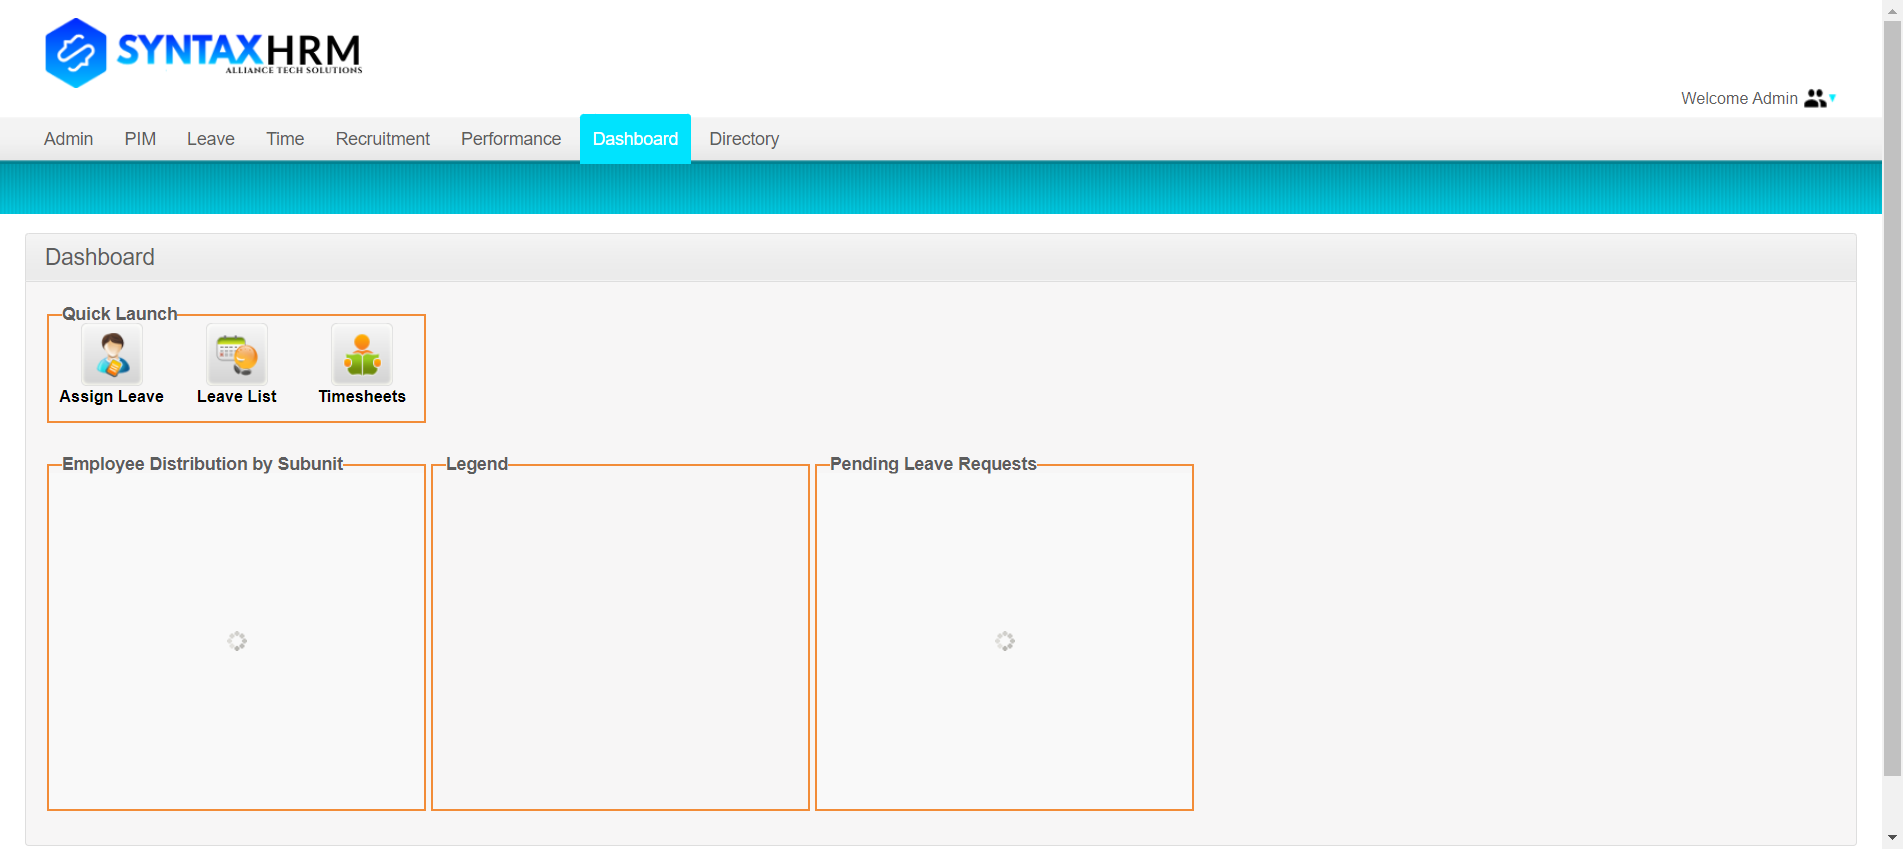 SYNTAXHRM
ALLIANCE TECH SOLUTIONS
Welcome Admin
Admin PIM Leave Time Recruitment Performance Dashboard Directory
Dashboard
Quick Launch
Assign Leave Leave List Timesheets
Employee Distribution by Subunit Legend Pending Leave Requests